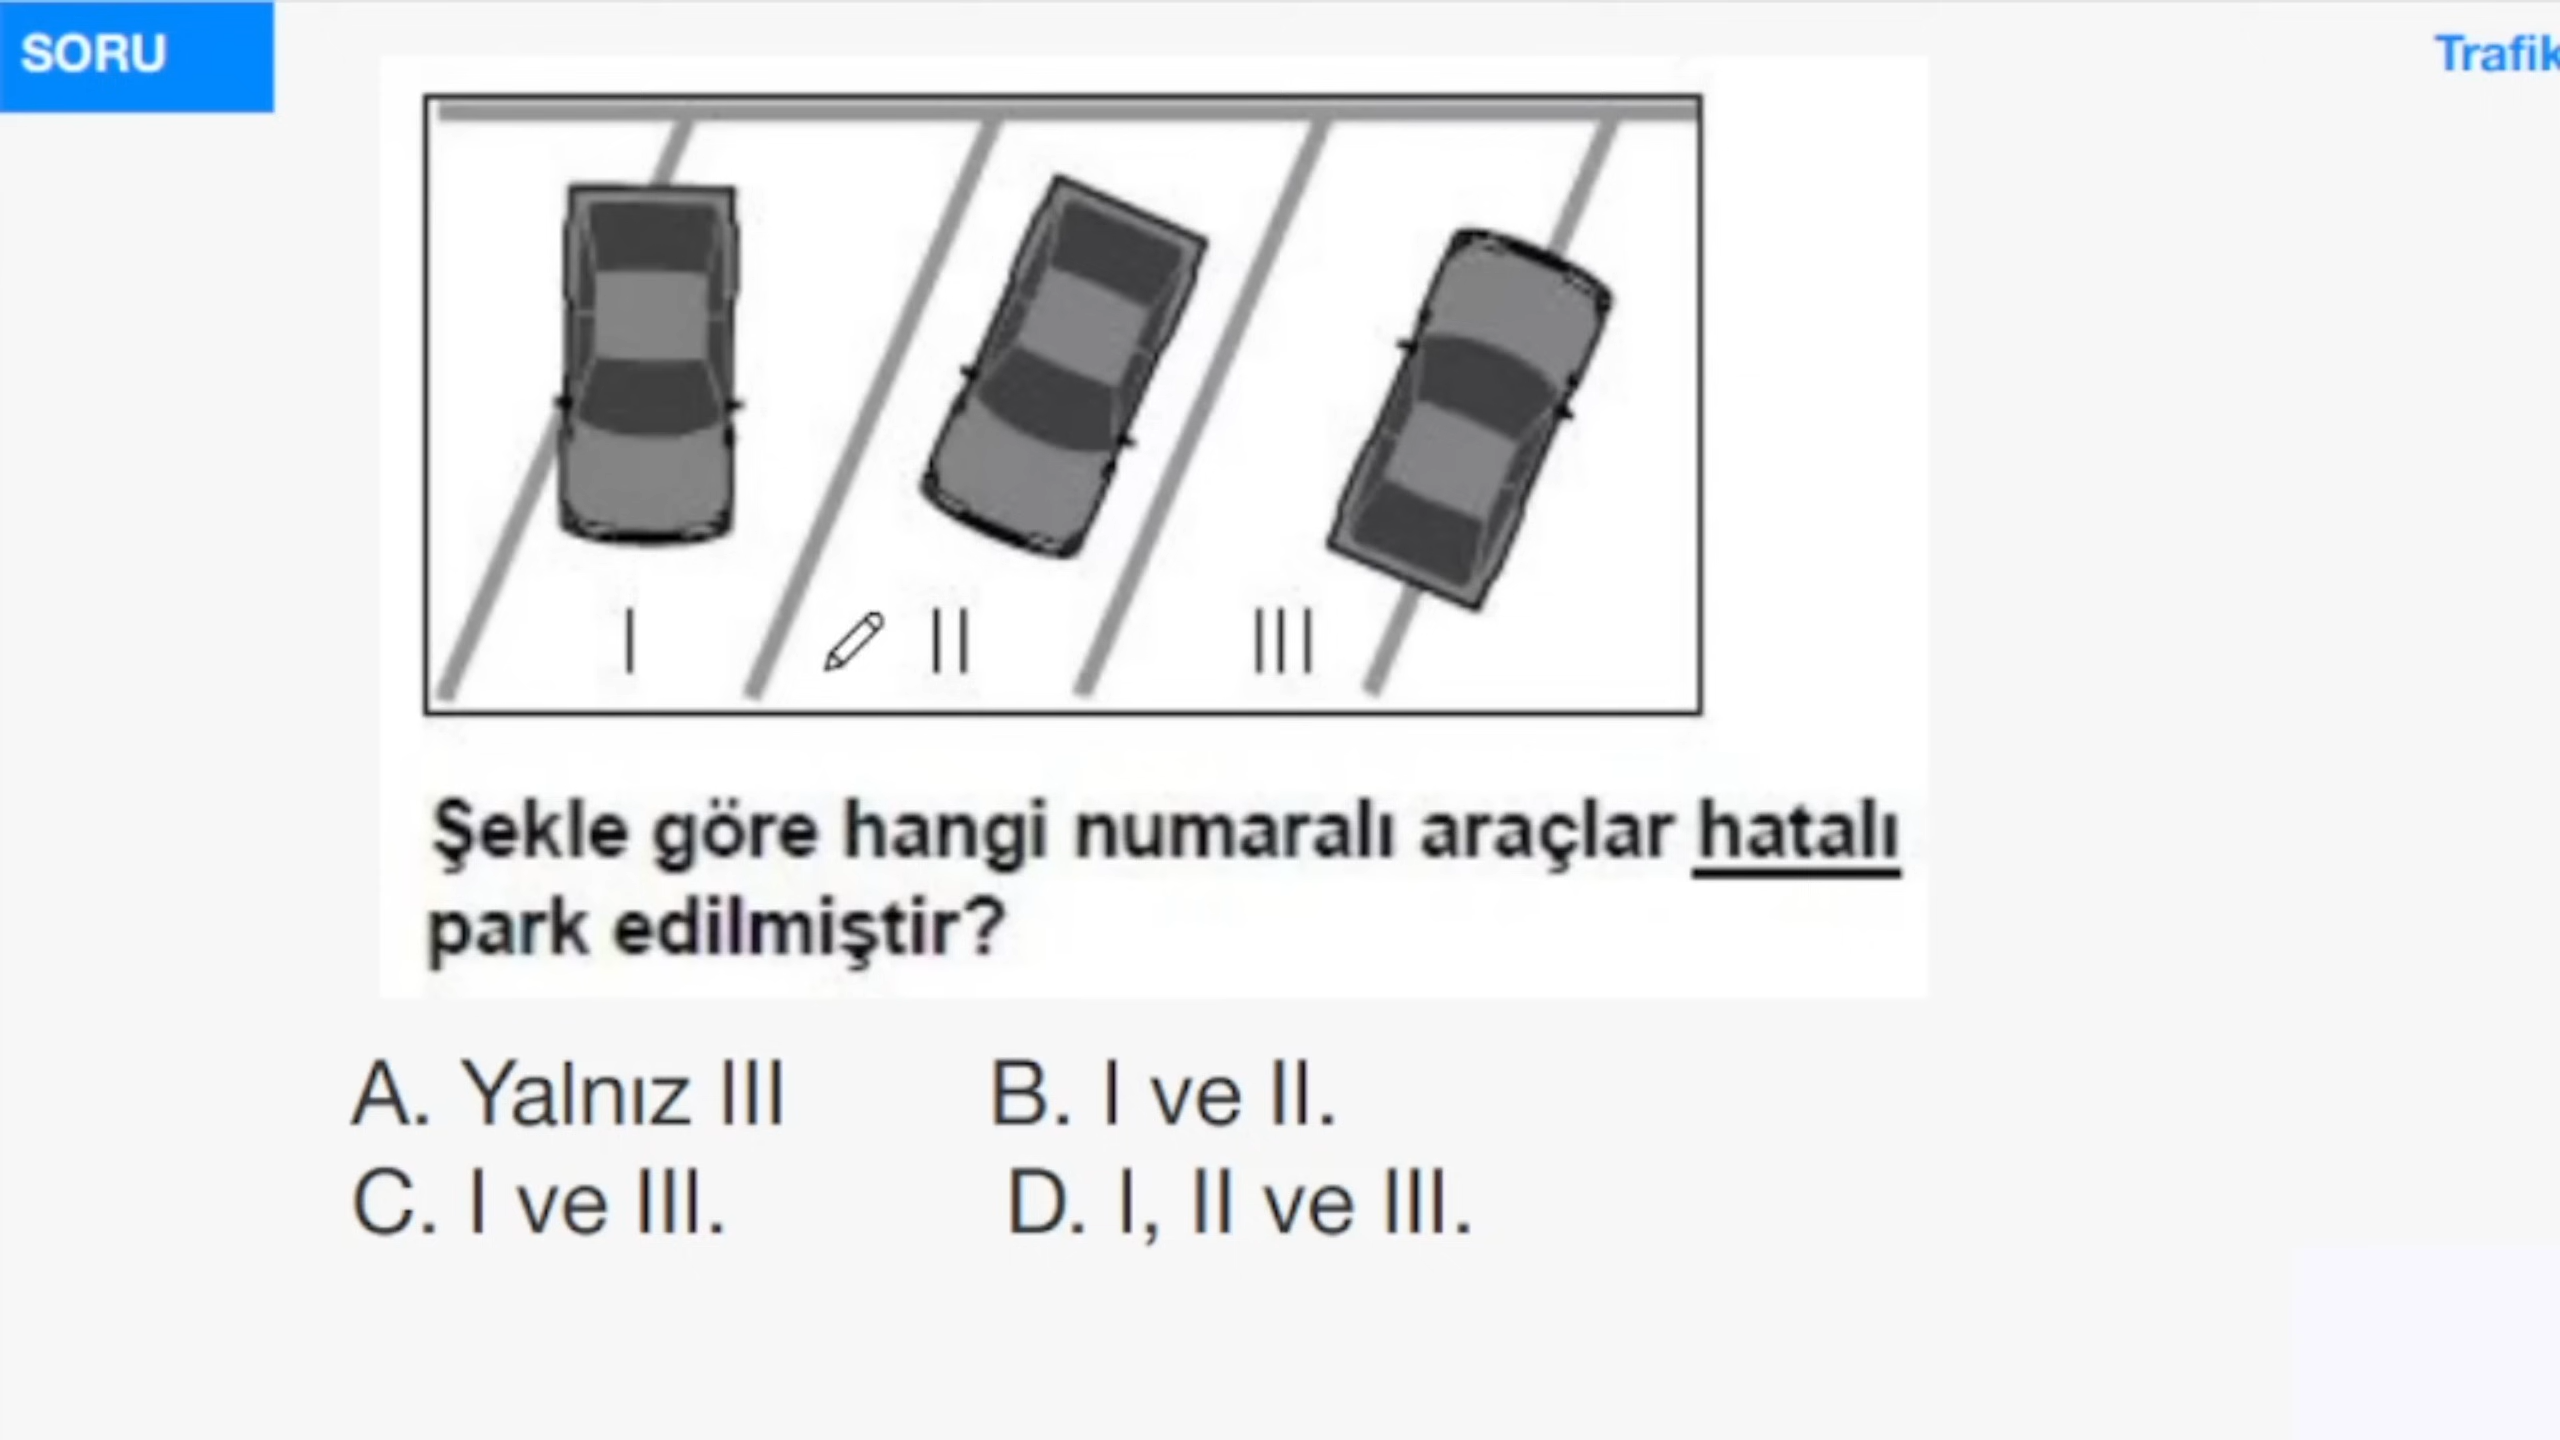 SORU
Trafik
I II III
Şekle göre hangi numaralı araçlar hatalı
park edilmiştir?
A. Yalnız III B. I ve II.
C. I ve III. D. I, II ve III.